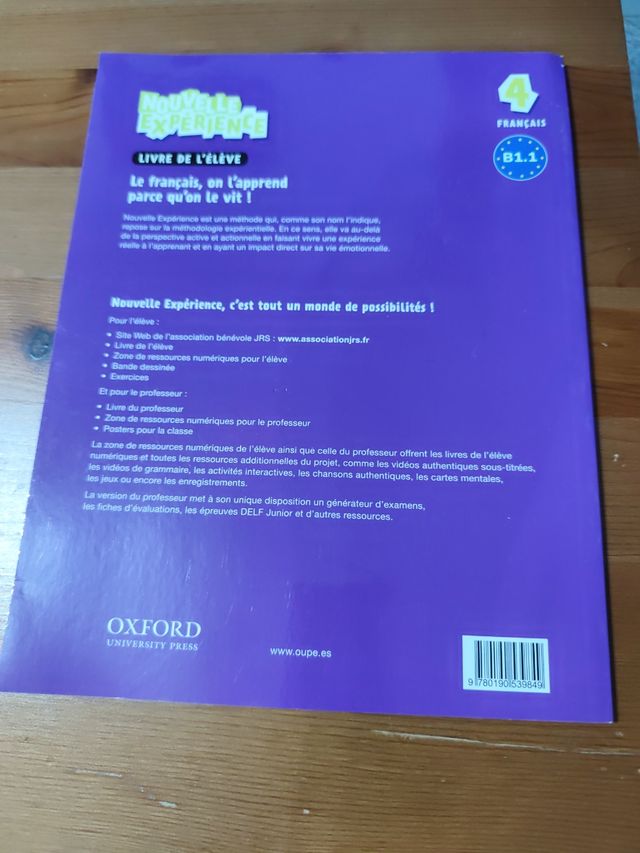 NOUVELLE
EXPÉRIENCE
4
FRANÇAIS
B1.1
LIVRE DE L'ÉLÈVE
Le français, on l'apprend
parce qu'on le vit !
Nouvelle Expérience est une méthode qui, comme son nom l'indique,
repose sur la méthodologie expérientielle. En ce sens, elle va au-delà
de la perspective active et actionnelle en faisant vivre une expérience
réelle à l'apprenant et en ayant un impact direct sur sa vie émotionnelle.
Nouvelle Expérience, c'est tout un monde de possibilités !
Pour l'élève :
• Site Web de l'association bénévole JRS : www.associationjrs.fr
• Livre de l'élève
• Zone de ressources numériques pour l'élève
• Bande dessinée
• Exercices
Et pour le professeur :
• Livre du professeur
• Zone de ressources numériques pour le professeur
• Posters pour la classe
La zone de ressources numériques de l'élève ainsi que celle du professeur offrent les livres de l'élève
numériques et toutes les ressources additionnelles du projet, comme les vidéos authentiques sous-titrées,
les vidéos de grammaire, les activités interactives, les chansons authentiques, les cartes mentales,
les jeux ou encore les enregistrements.
La version du professeur met à son unique disposition un générateur d'examens,
les fiches d'évaluations, les épreuves DELF Junior et d'autres ressources.
OXFORD
UNIVERSITY PRESS
www.oupe.es
9 780190 539849